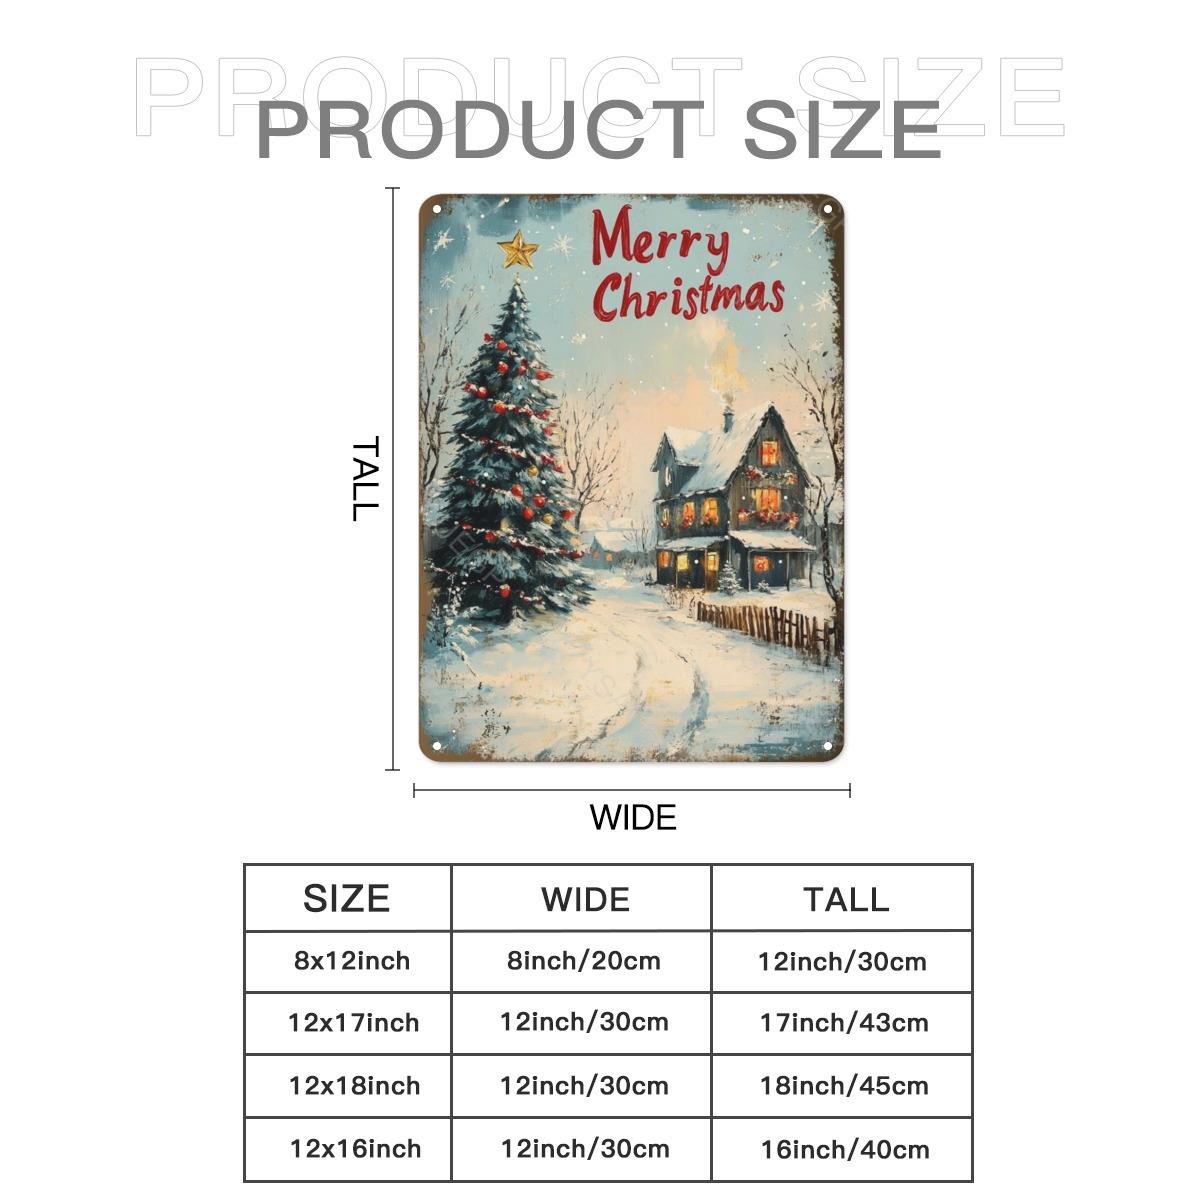 PRODUCT SIZE
PRODUCT SIZE
Merry
Christmas
TALL
WIDE
SIZE WIDE TALL
8x12inch 8inch/20cm 12inch/30cm
12x17inch 12inch/30cm 17inch/43cm
12x18inch 12inch/30cm 18inch/45cm
12x16inch 12inch/30cm 16inch/40cm